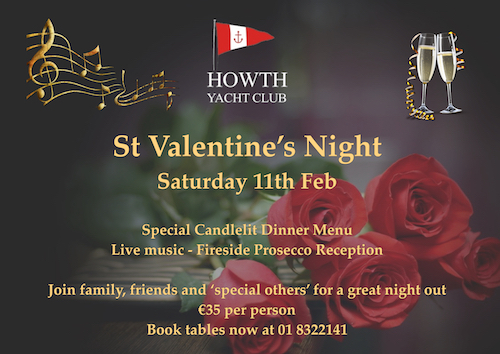 HOWTH
YACHT CLUB
St Valentine's Night
Saturday 11th Feb
Special Candlelit Dinner Menu
Live music - Fireside Prosecco Reception
Join family, friends and ‘special others’ for a great night out
€35 per person
Book tables now at 01 8322141